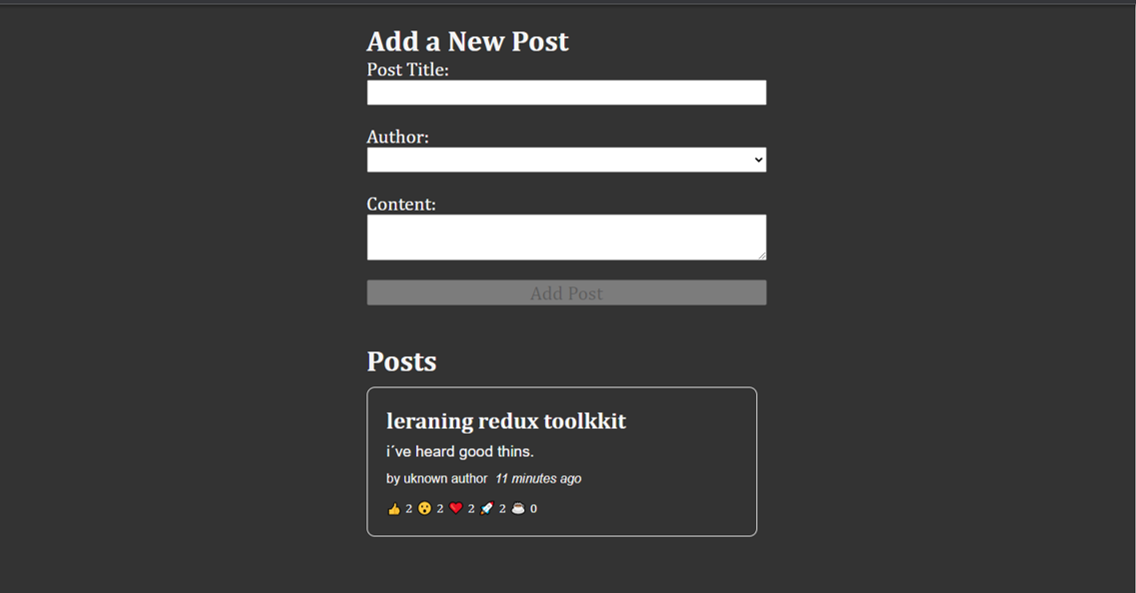 Add a New Post
Post Title:
Author:
Content:
Add Post
Posts
leraning redux toolkkit
i´ve heard good thins.
by uknown author 11 minutes ago
👍 2 😮 2 ❤️ 2 🚀 2 ☕ 0